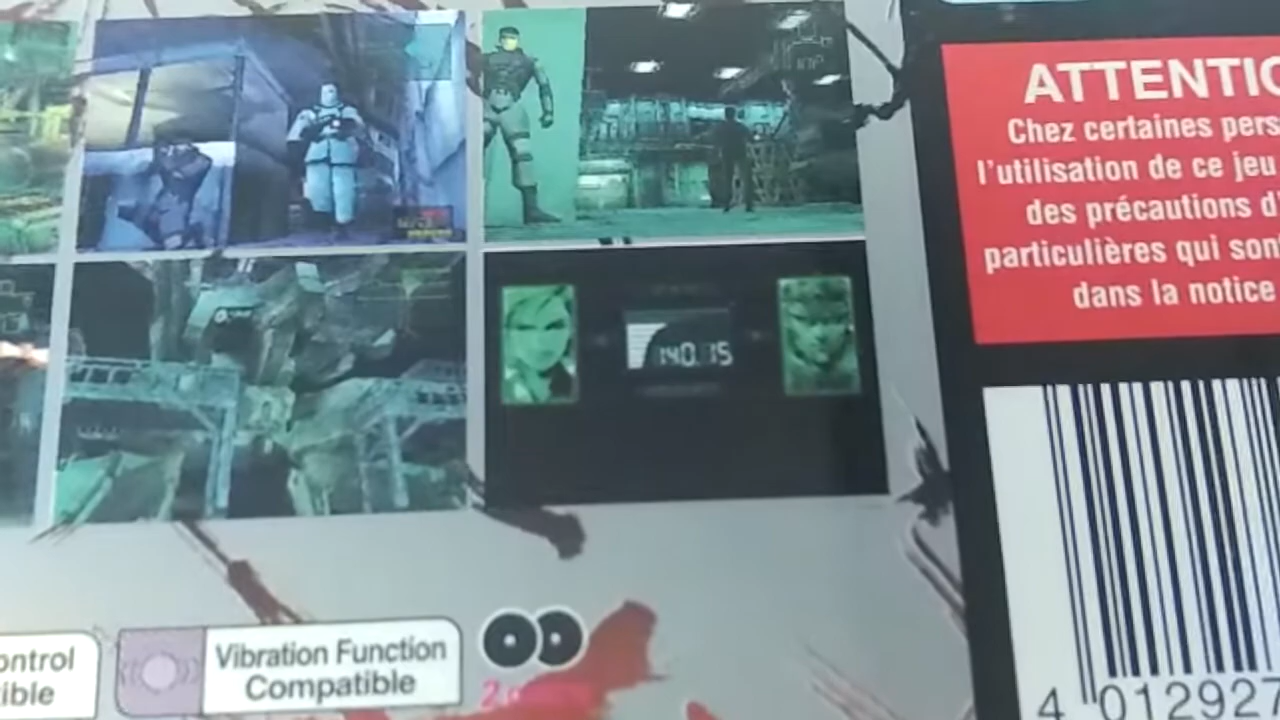 140.15
ATTENTIO
Chez certaines pers
l'utilisation de ce jeu
des précautions d
particulières qui son
dans la notice
ontrol
ible
Vibration Function
Compatible
2
4 012927